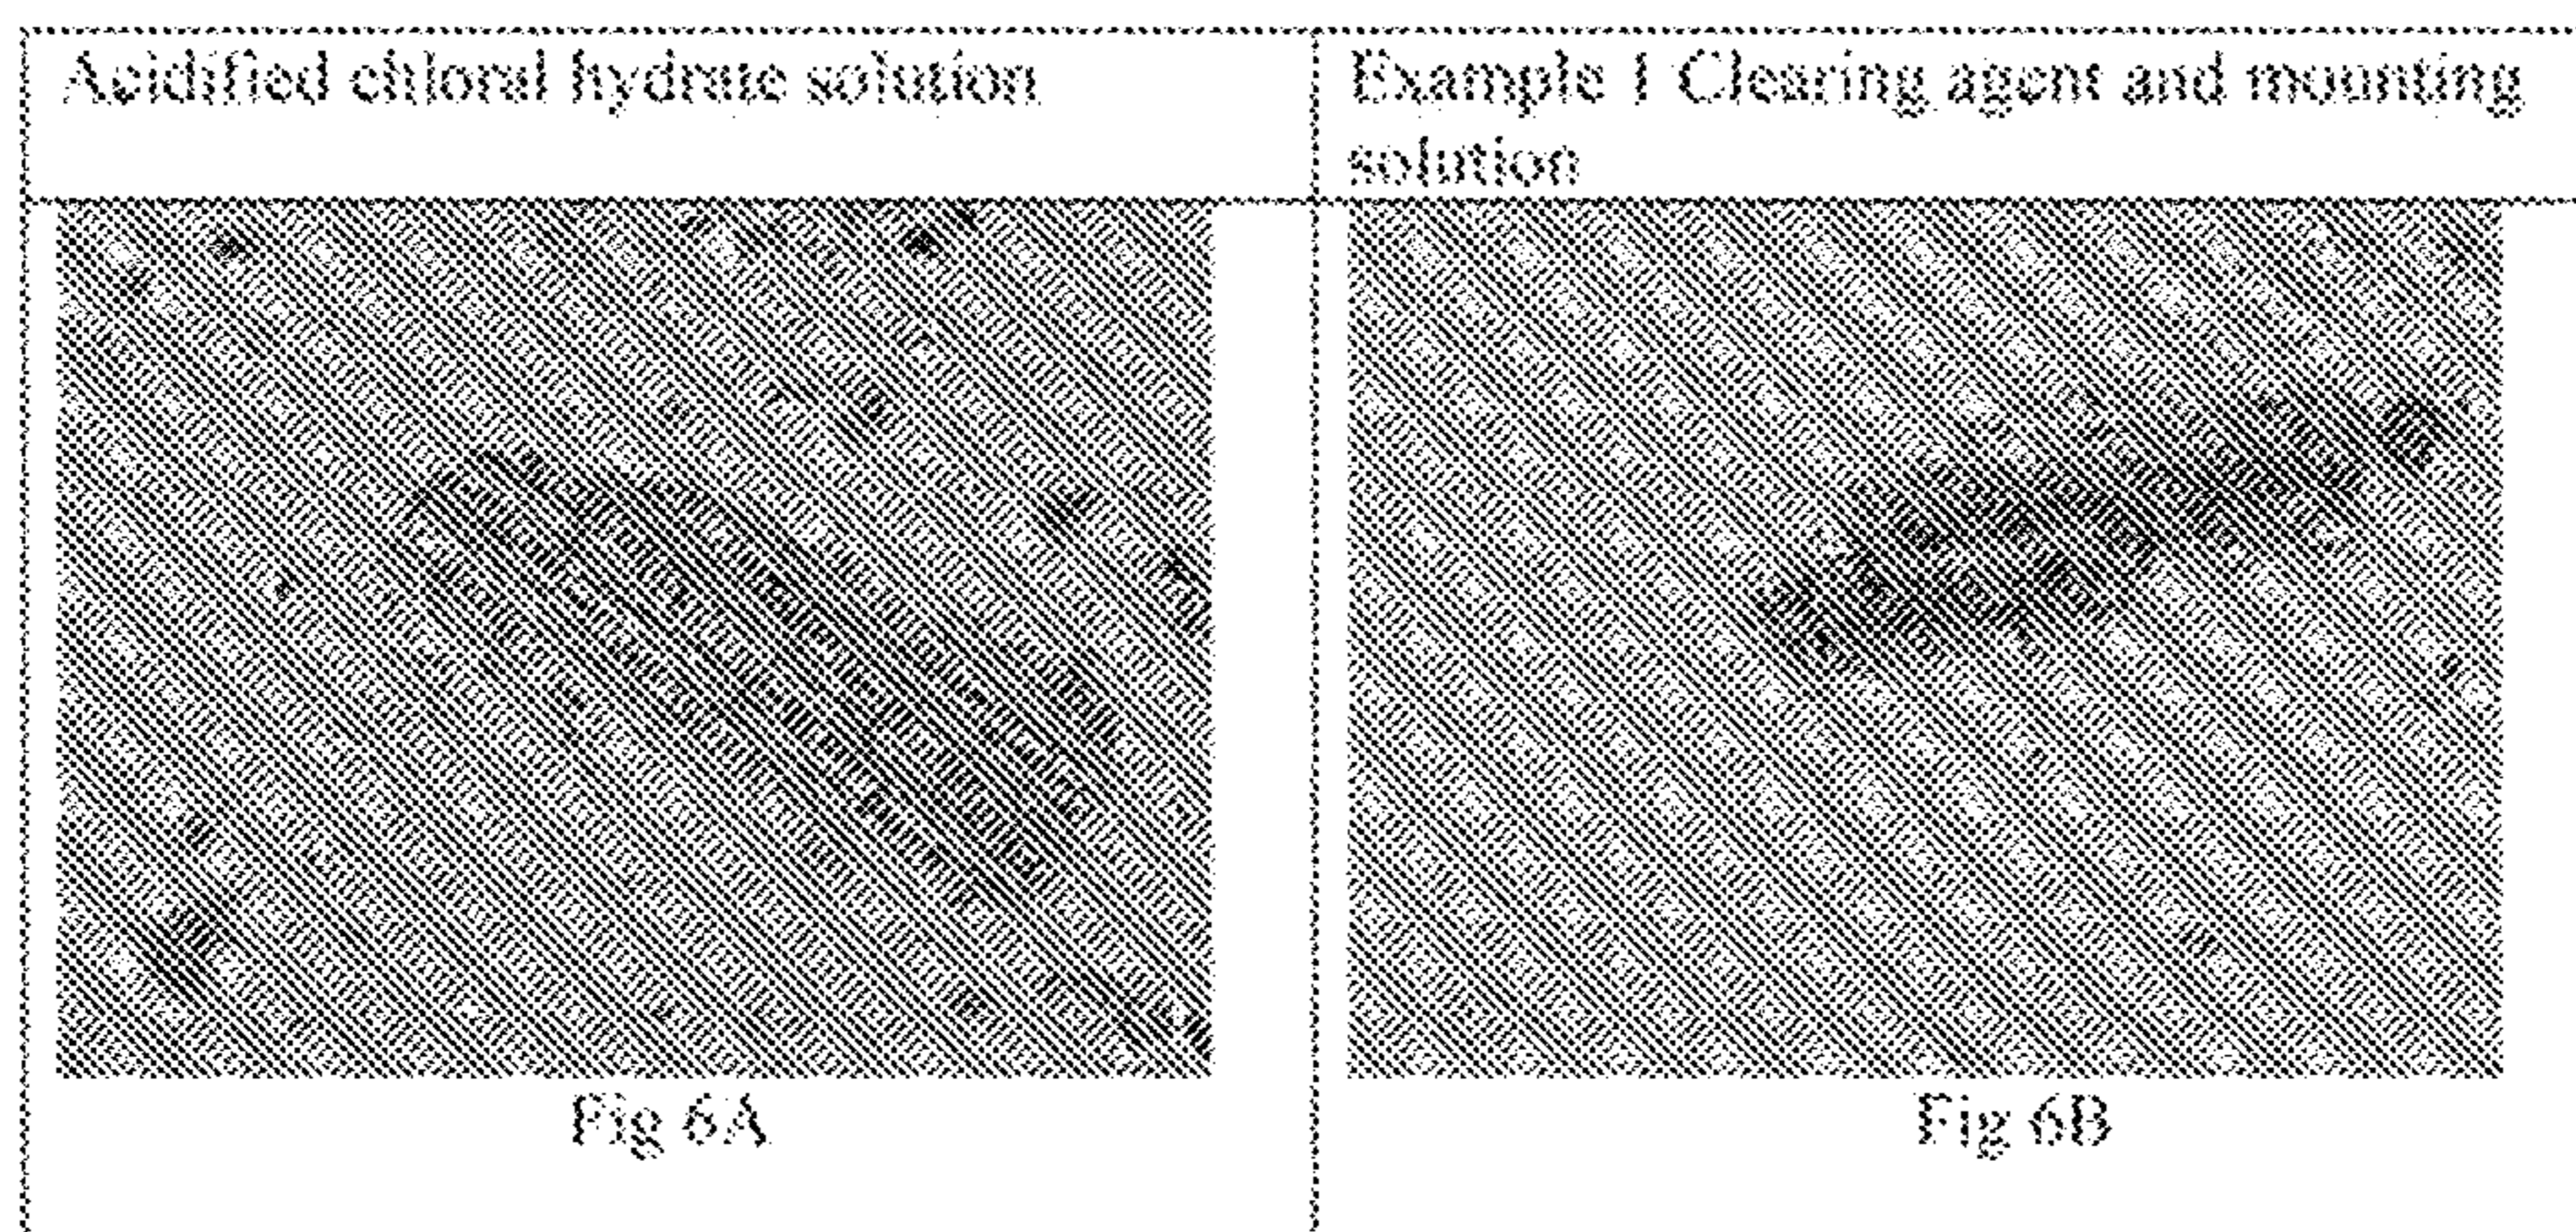 Acidified chloral hydrate solution
Example 1 Clearing agent and mounting
solution
Fig 6A
Fig 6B